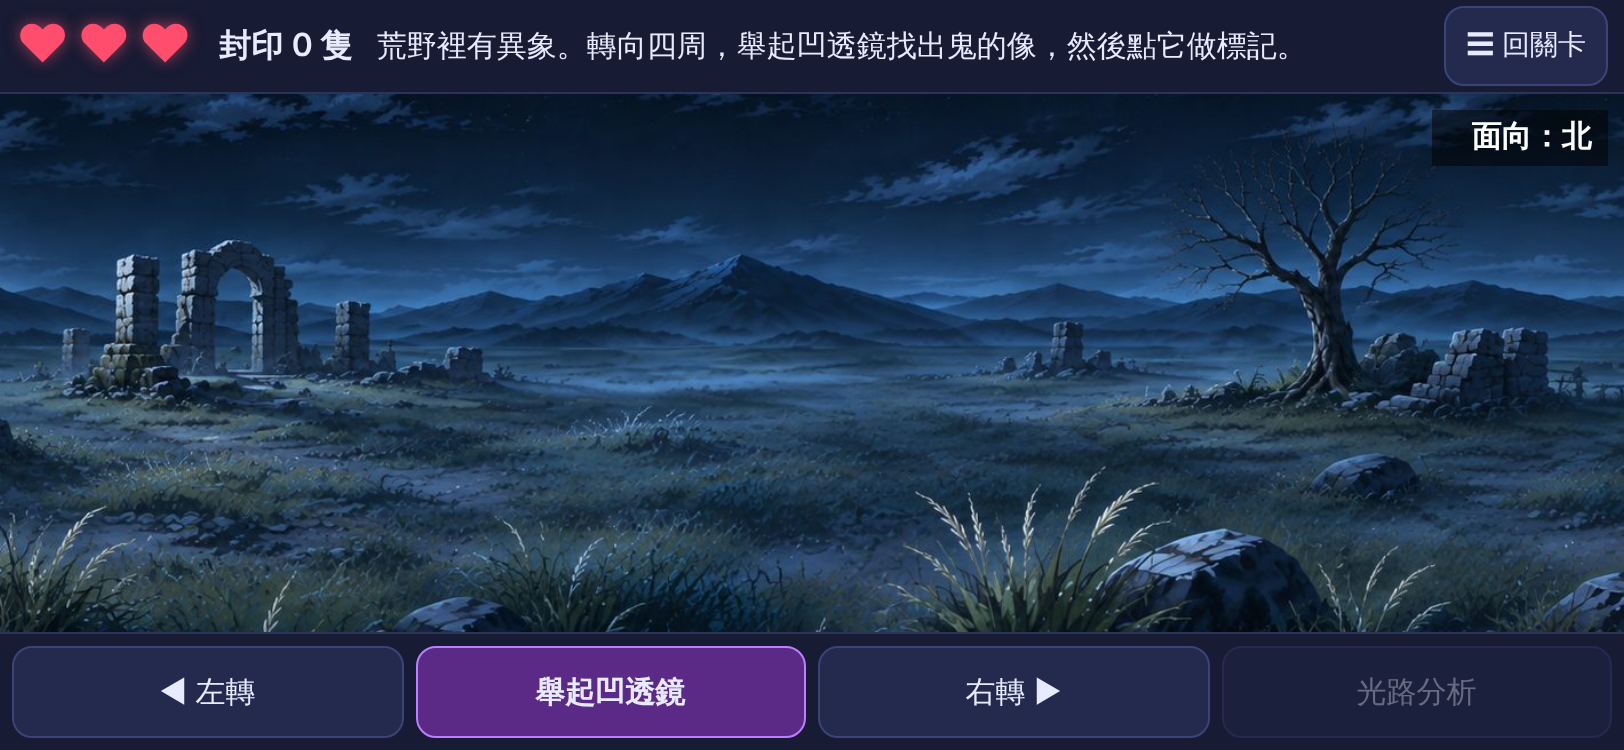 封印 0 隻 荒野裡有異象。轉向四周，舉起凹透鏡找出鬼的像，然後點它做標記。
☰ 回關卡
面向：北
◀ 左轉
舉起凹透鏡
右轉 ▶
光路分析